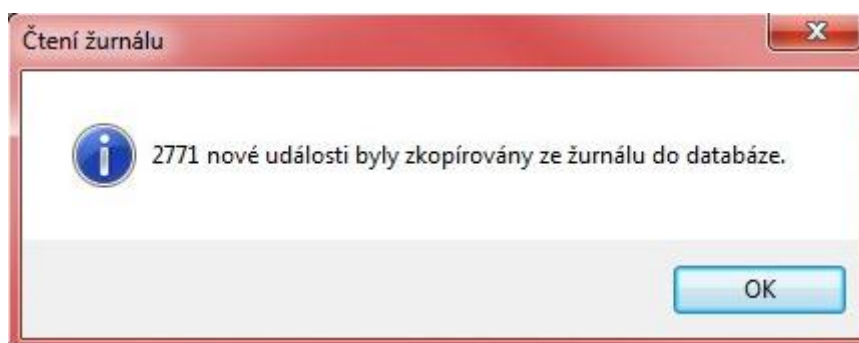 Čtení žurnálu
2771 nové události byly zkopírovány ze žurnálu do databáze.
OK